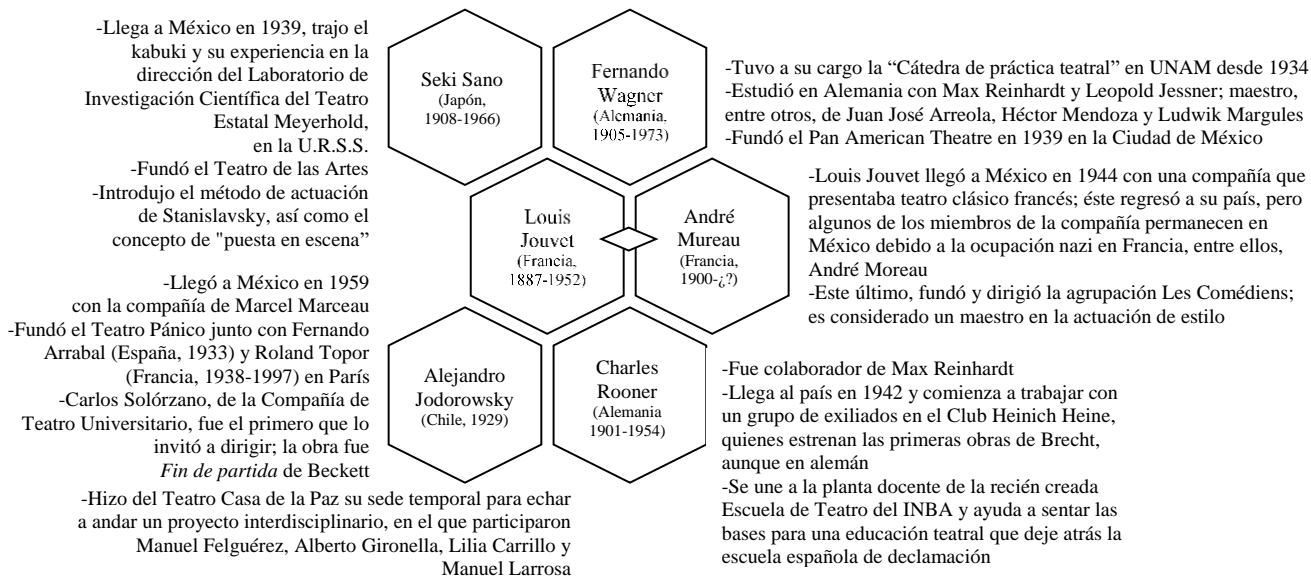 -Llega a México en 1939, trajo el
kabuki y su experiencia en la
dirección del Laboratorio de
Investigación Científica del Teatro
Estatal Meyerhold,
en la U.R.S.S.
-Fundó el Teatro de las Artes
-Introdujo el método de actuación
de Stanislavsky, así como el
concepto de "puesta en escena”
Seki Sano
(Japón,
1908-1966)
Fernando
Wagner
(Alemania,
1905-1973)
-Tuvo a su cargo la “Cátedra de práctica teatral” en UNAM desde 1934
-Estudió en Alemania con Max Reinhardt y Leopold Jessner; maestro,
entre otros, de Juan José Arreola, Héctor Mendoza y Ludwik Margules
-Fundó el Pan American Theatre en 1939 en la Ciudad de México
Louis
Jouvet
(Francia,
1887-1952)
André
Mureau
(Francia,
1900-¿?)
-Louis Jouvet llegó a México en 1944 con una compañía que
presentaba teatro clásico francés; éste regresó a su país, pero
algunos de los miembros de la compañía permanecen en
México debido a la ocupación nazi en Francia, entre ellos,
André Moreau
-Este último, fundó y dirigió la agrupación Les Comédiens;
es considerado un maestro en la actuación de estilo
-Llegó a México en 1959
con la compañía de Marcel Marceau
-Fundó el Teatro Pánico junto con Fernando
Arrabal (España, 1933) y Roland Topor
(Francia, 1938-1997) en París
-Carlos Solórzano, de la Compañía de
Teatro Universitario, fue el primero que lo
invitó a dirigir; la obra fue
Fin de partida de Beckett
-Hizo del Teatro Casa de la Paz su sede temporal para echar
a andar un proyecto interdisciplinario, en el que participaron
Manuel Felguérez, Alberto Gironella, Lilia Carrillo y
Manuel Larrosa
Alejandro
Jodorowsky
(Chile, 1929)
Charles
Rooner
(Alemania
1901-1954)
-Fue colaborador de Max Reinhardt
-Llega al país en 1942 y comienza a trabajar con
un grupo de exiliados en el Club Heinich Heine,
quienes estrenan las primeras obras de Brecht,
aunque en alemán
-Se une a la planta docente de la recién creada
Escuela de Teatro del INBA y ayuda a sentar las
bases para una educación teatral que deje atrás la
escuela española de declamación